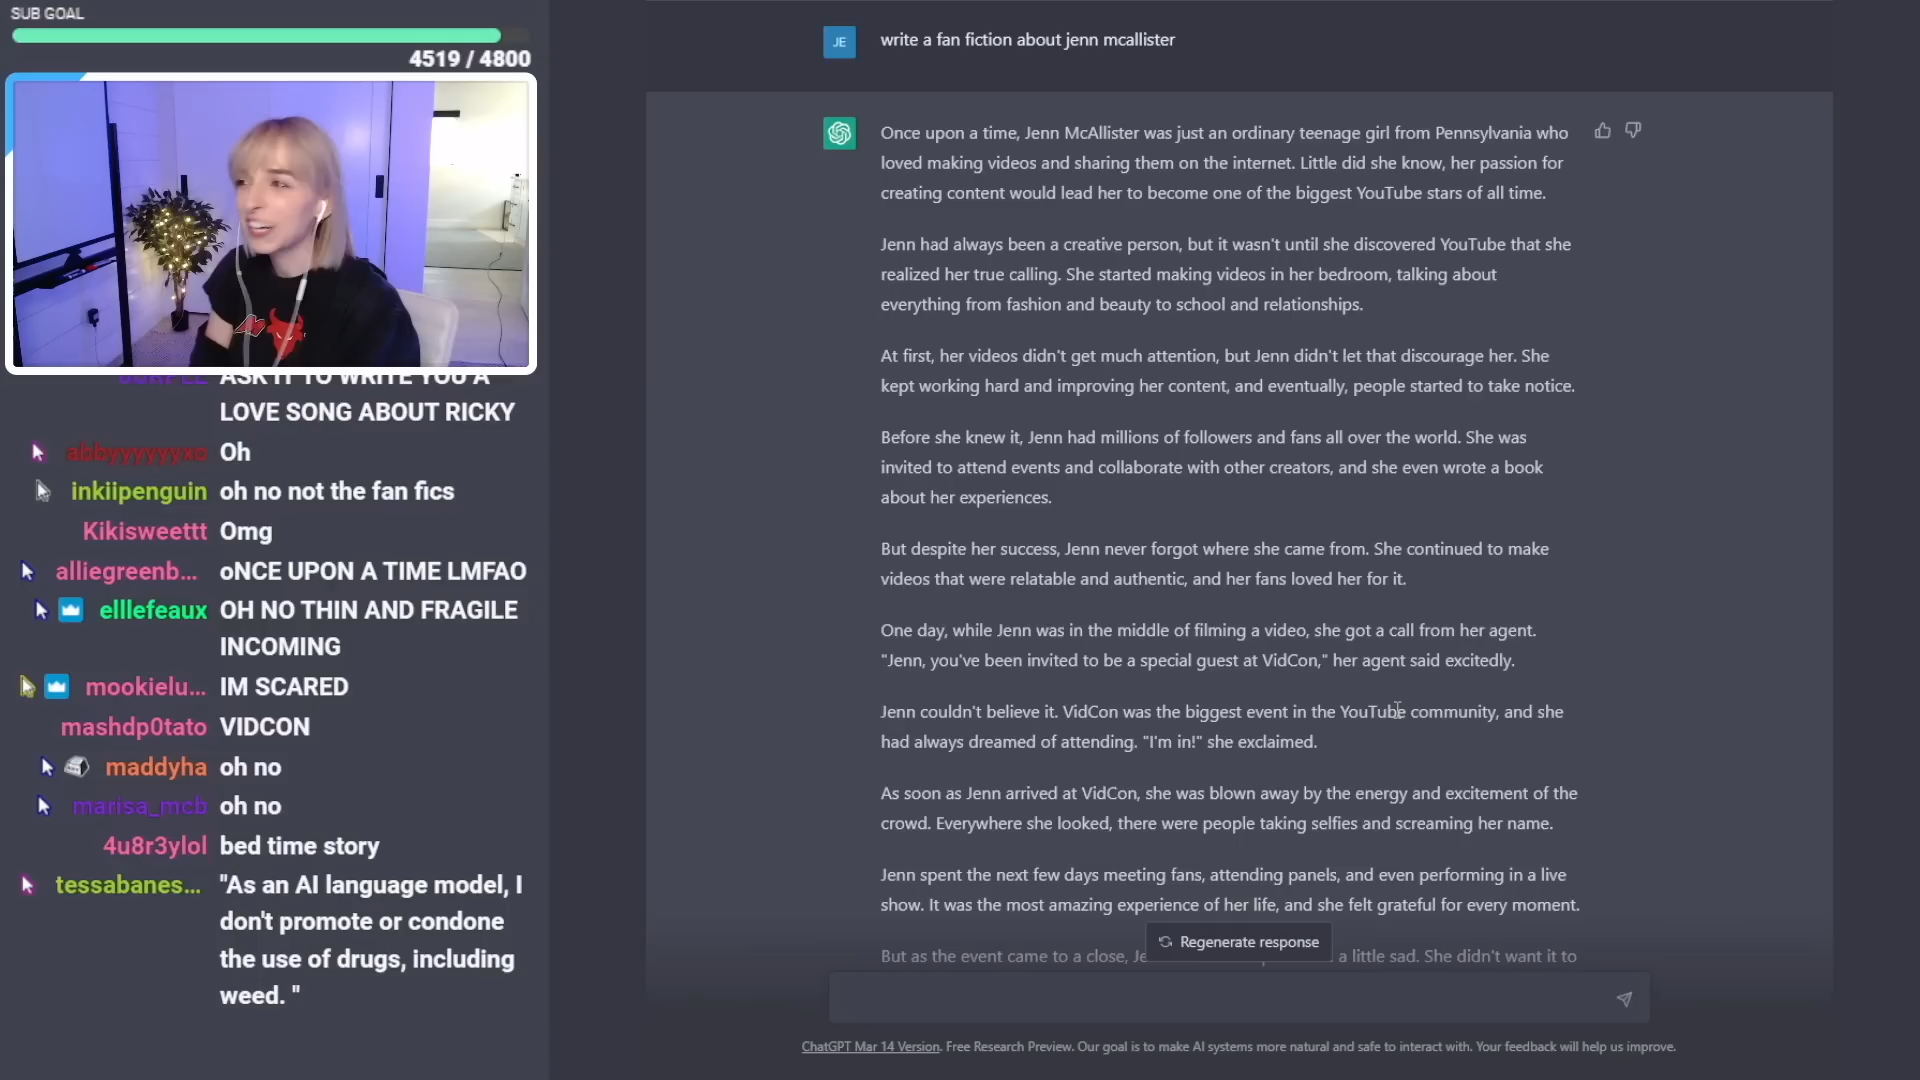 SUB GOAL
4519 / 4800
ASK IT TO WRITE YOU A
LOVE SONG ABOUT RICKY
abbyyyyyyxo Oh
inkiipenguin oh no not the fan fics
Kikisweettt Omg
alliegreenb... oNCE UPON A TIME LMFAO
elllefeaux OH NO THIN AND FRAGILE
INCOMING
mookielu... IM SCARED
mashdp0tato VIDCON
maddyha oh no
marisa_mcb oh no
4u8r3ylol bed time story
tessabanes... "As an AI language model, I
don't promote or condone
the use of drugs, including
weed. "
JE write a fan fiction about jenn mcallister
Once upon a time, Jenn McAllister was just an ordinary teenage girl from Pennsylvania who
loved making videos and sharing them on the internet. Little did she know, her passion for
creating content would lead her to become one of the biggest YouTube stars of all time.
Jenn had always been a creative person, but it wasn't until she discovered YouTube that she
realized her true calling. She started making videos in her bedroom, talking about
everything from fashion and beauty to school and relationships.
At first, her videos didn't get much attention, but Jenn didn't let that discourage her. She
kept working hard and improving her content, and eventually, people started to take notice.
Before she knew it, Jenn had millions of followers and fans all over the world. She was
invited to attend events and collaborate with other creators, and she even wrote a book
about her experiences.
But despite her success, Jenn never forgot where she came from. She continued to make
videos that were relatable and authentic, and her fans loved her for it.
One day, while Jenn was in the middle of filming a video, she got a call from her agent.
"Jenn, you've been invited to be a special guest at VidCon," her agent said excitedly.
Jenn couldn't believe it. VidCon was the biggest event in the YouTube community, and she
had always dreamed of attending. "I'm in!" she exclaimed.
As soon as Jenn arrived at VidCon, she was blown away by the energy and excitement of the
crowd. Everywhere she looked, there were people taking selfies and screaming her name.
Jenn spent the next few days meeting fans, attending panels, and even performing in a live
show. It was the most amazing experience of her life, and she felt grateful for every moment.
But as the event came to a close, a little sad. She didn't want it to
Regenerate response
ChatGPT Mar 14 Version. Free Research Preview. Our goal is to make AI systems more natural and safe to interact with. Your feedback will help us improve.